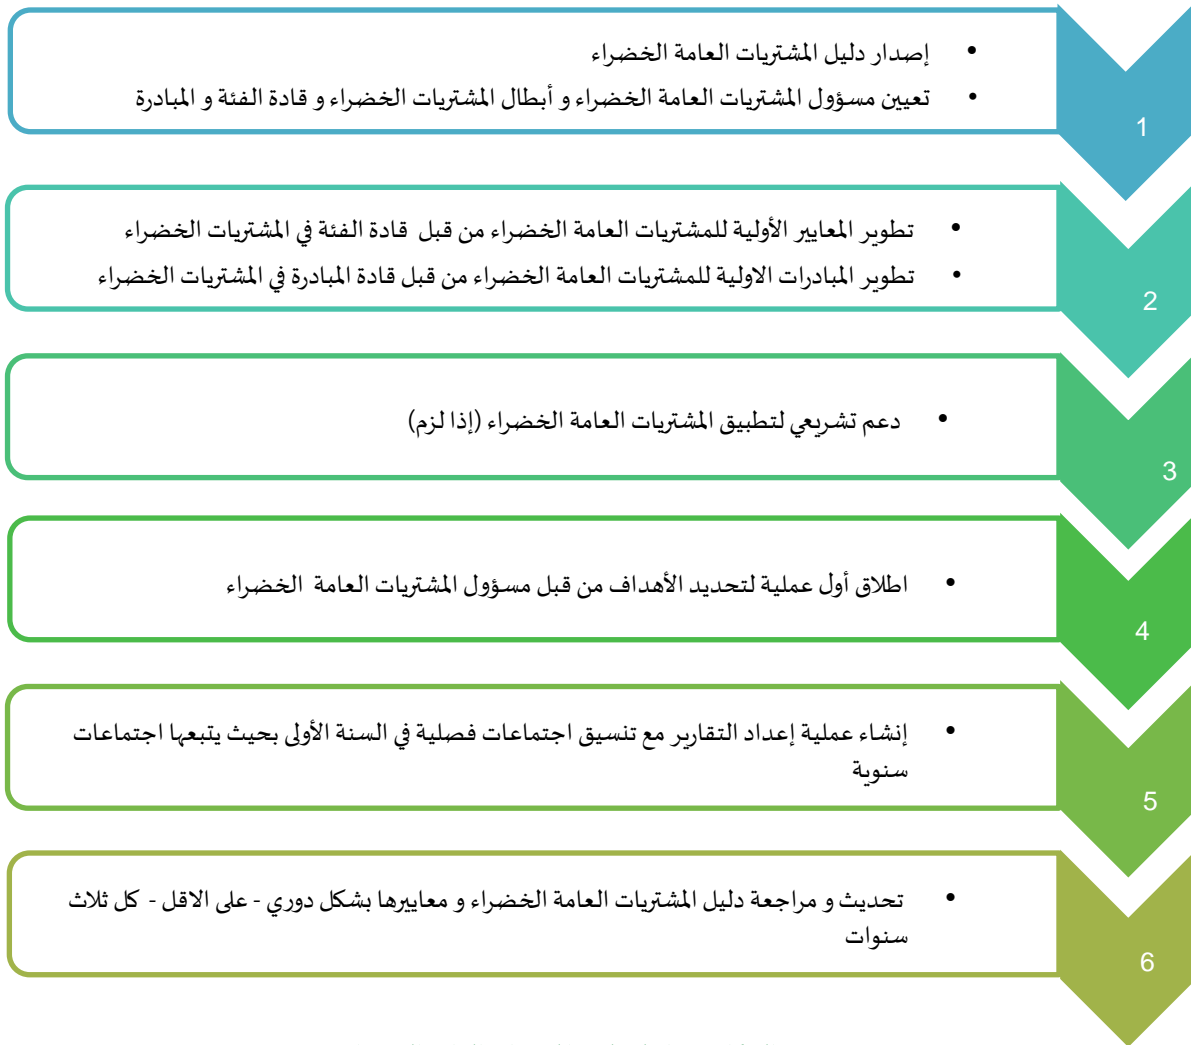 • إصدار دليل المشتريات العامة الخضراء
• تعيين مسؤول المشتريات العامة الخضراء و أبطال المشتريات الخضراء و قادة الفئة و المبادرة
1
• تطوير المعايير الأولية للمشتريات العامة الخضراء من قبل قادة الفئة في المشتريات الخضراء
• تطوير المبادرات الاولية للمشتريات العامة الخضراء من قبل قادة المبادرة في المشتريات الخضراء
2
• دعم تشريعي لتطبيق المشتريات العامة الخضراء (إذا لزم)
3
• اطلاق أول عملية لتحديد الأهداف من قبل مسؤول المشتريات العامة الخضراء
4
• إنشاء عملية إعداد التقارير مع تنسيق اجتماعات فصلية في السنة الأولى بحيث يتبعها اجتماعات
سنوية
5
• تحديث و مراجعة دليل المشتريات العامة الخضراء و معاييرها بشكل دوري - على الاقل - كل ثلاث
سنوات
6